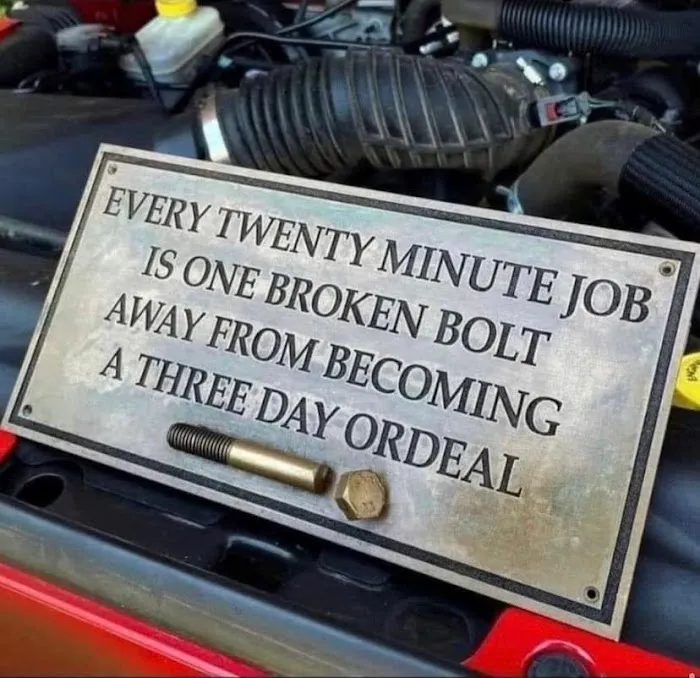 EVERY TWENTY MINUTE JOB
IS ONE BROKEN BOLT
AWAY FROM BECOMING
A THREE DAY ORDEAL